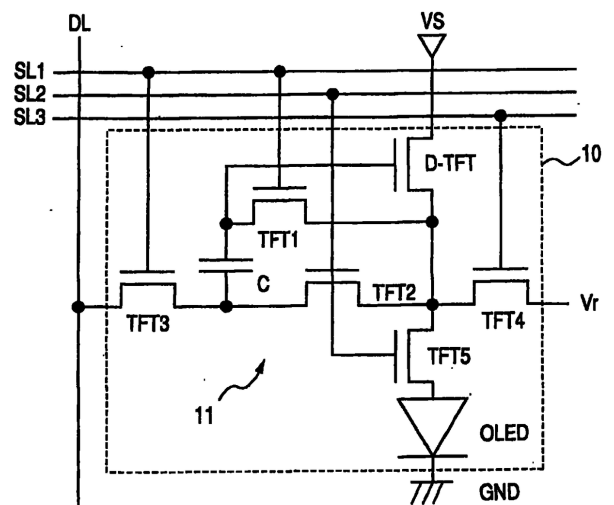 DL
VS
SL1
SL2
SL3
10
D-TFT
TFT1
C
TFT2
TFT3
TFT4
Vr
TFT5
11
OLED
GND